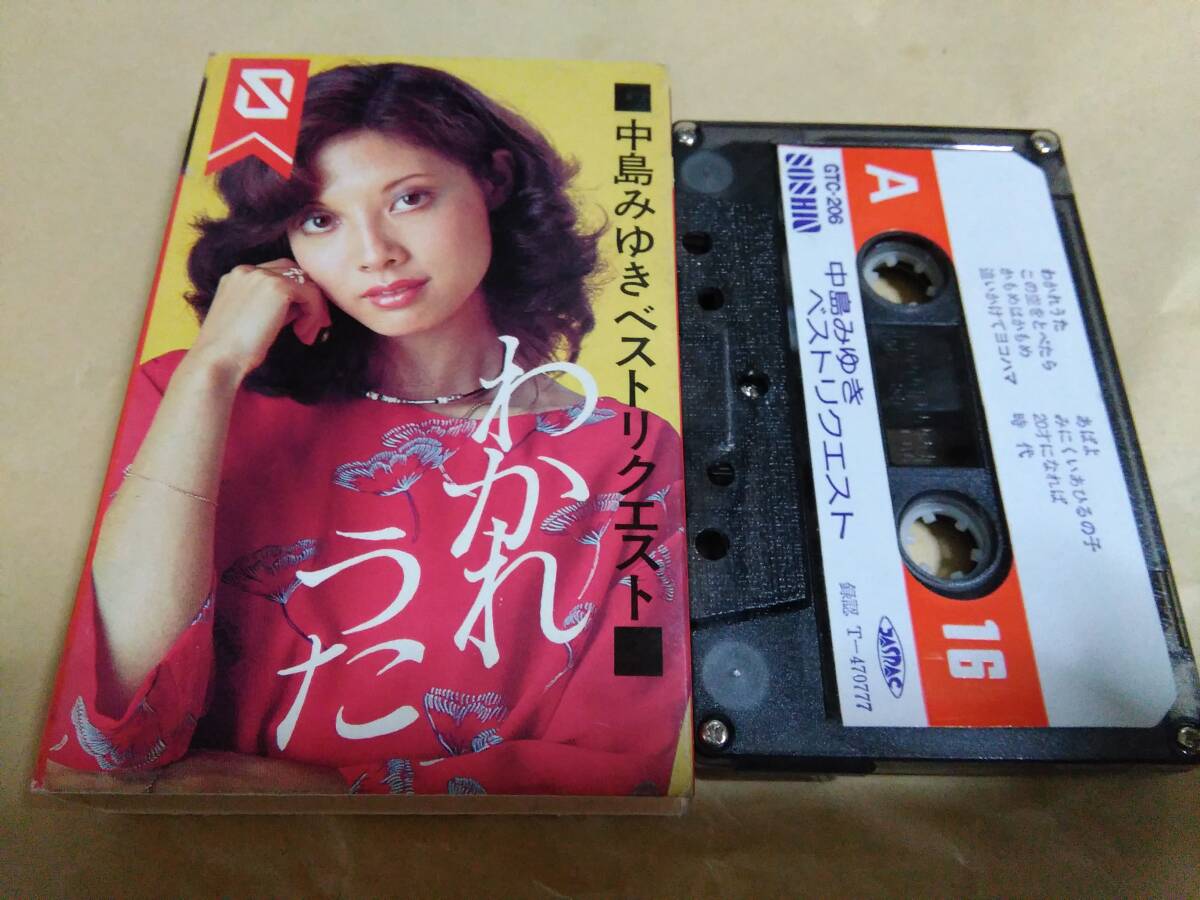 S
■中島みゆきベストリクエスト■
わかれ
うた
A
SUSHIN
GTC-206
中島みゆき
ベストリクエスト
わかれうた
この空をとべたら
かもめはかもめ
追いかけてヨコハマ
あばよ
みにくいあひるの子
20才になれば
時代
録認 T-470777
JASRAC
16